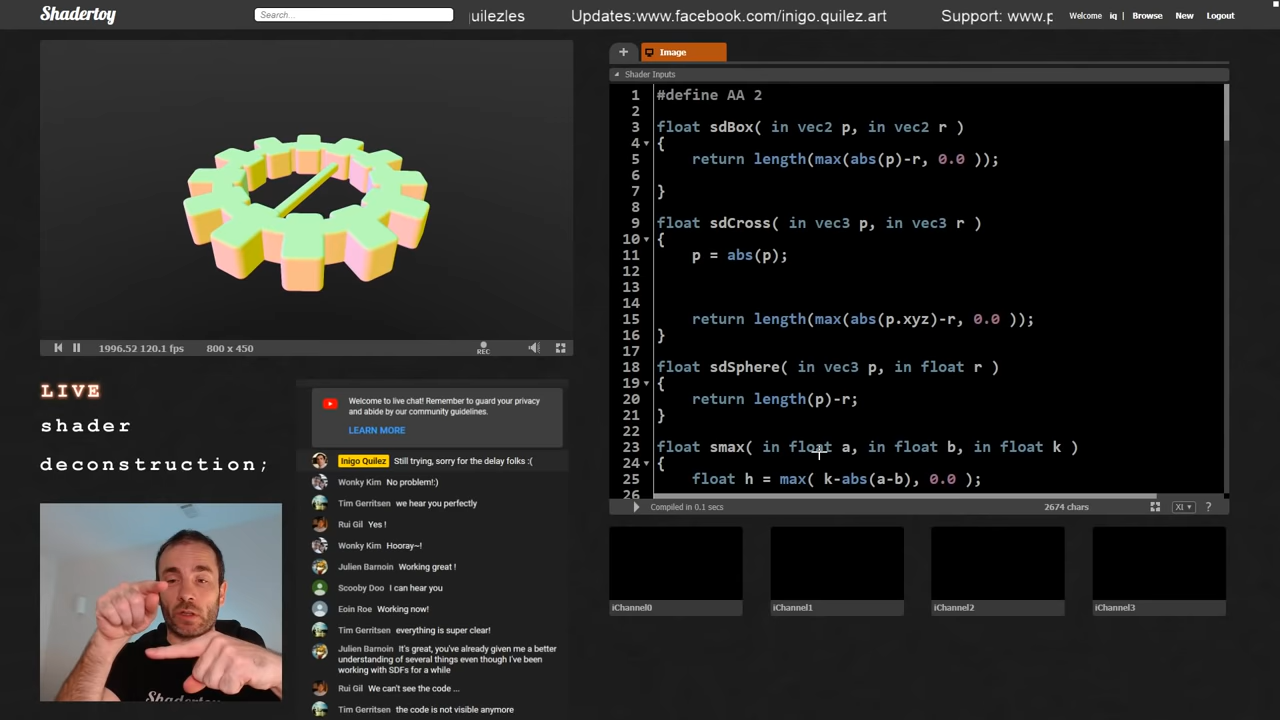 Shadertoy
Search...
quilezles
Updates:www.facebook.com/inigo.quilez.art
Support: www.p
Welcome iq | Browse New Logout
+ Image
Shader Inputs
1 #define AA 2
2
3 float sdBox( in vec2 p, in vec2 r )
4 {
5 return length(max(abs(p)-r, 0.0 ));
6
7 }
8
9 float sdCross( in vec3 p, in vec3 r )
10 {
11 p = abs(p);
12
13
14
15 return length(max(abs(p.xyz)-r, 0.0 ));
16 }
17
18 float sdSphere( in vec3 p, in float r )
19 {
20 return length(p)-r;
21 }
22
23 float smax( in float a, in float b, in float k )
24 {
25 float h = max( k-abs(a-b), 0.0 );
26
Compiled in 0.1 secs
2674 chars
XI ?
1996.52 120.1 fps 800 x 450 REC
LIVE
shader
deconstruction;
Welcome to live chat! Remember to guard your privacy
and abide by our community guidelines.
LEARN MORE
Inigo Quilez Still trying, sorry for the delay folks :(
Wonky Kim No problem!:)
Tim Gerritsen we hear you perfectly
Rui Gil Yes !
Wonky Kim Hooray~!
Julien Barnoin Working great !
Scooby Doo I can hear you
Eoin Roe Working now!
Tim Gerritsen everything is super clear!
Julien Barnoin It's great, you've already given me a better
understanding of several things even though I've been
working with SDFs for a while
Rui Gil We can't see the code ...
Tim Gerritsen the code is not visible anymore
Shadertoy
iChannel0
iChannel1
iChannel2
iChannel3